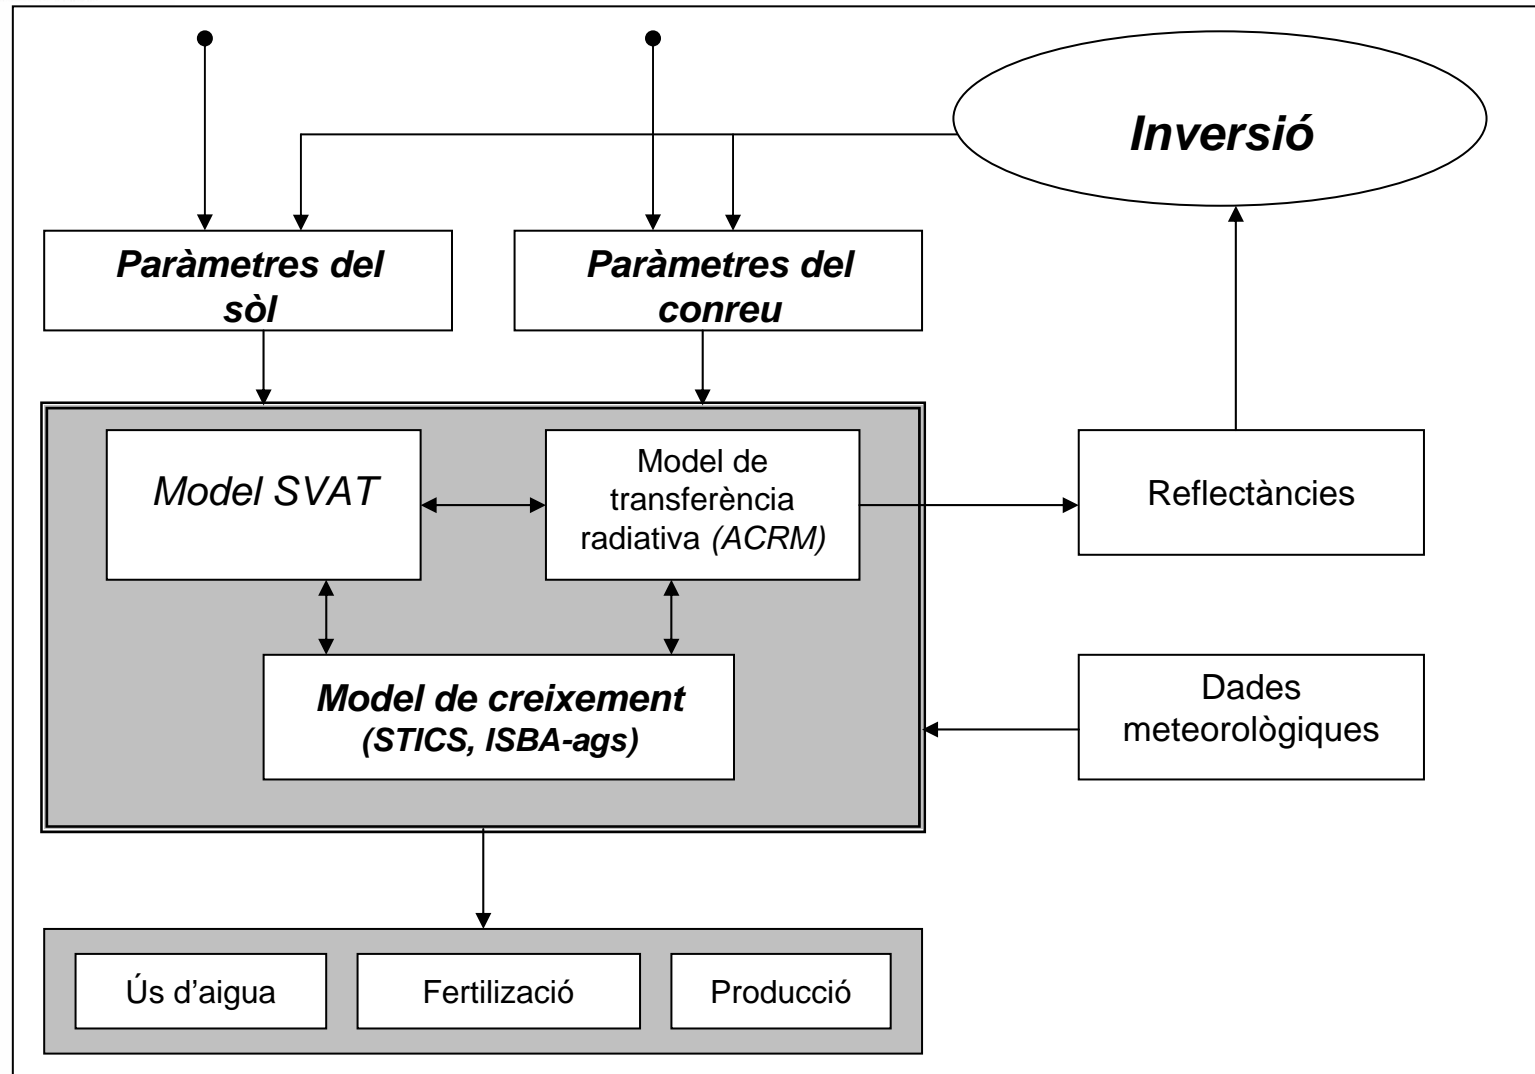 Inversió
Paràmetres del
sòl
Paràmetres del
conreu
Model SVAT
Model de
transferència
radiativa (ACRM)
Reflectàncies
Model de creixement
(STICS, ISBA-ags)
Dades
meteorològiques
Ús d’aigua
Fertilizació
Producció